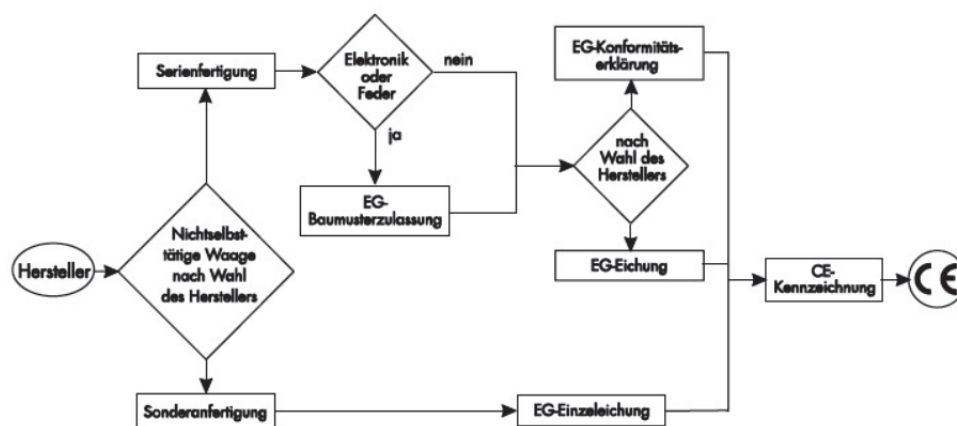 EG-Konformitäts-
erklärung
Elektronik
oder
Feder
nein
Serienfertigung
ja
nach
Wahl des
Herstellers
EG-
Baumusterzulassung
Nichtselbst-
tätige Waage
nach Wahl
des Herstellers
Hersteller
EG-Eichung
CE-
Kennzeichnung
CE
Sonderanfertigung
EG-Einzeleichung